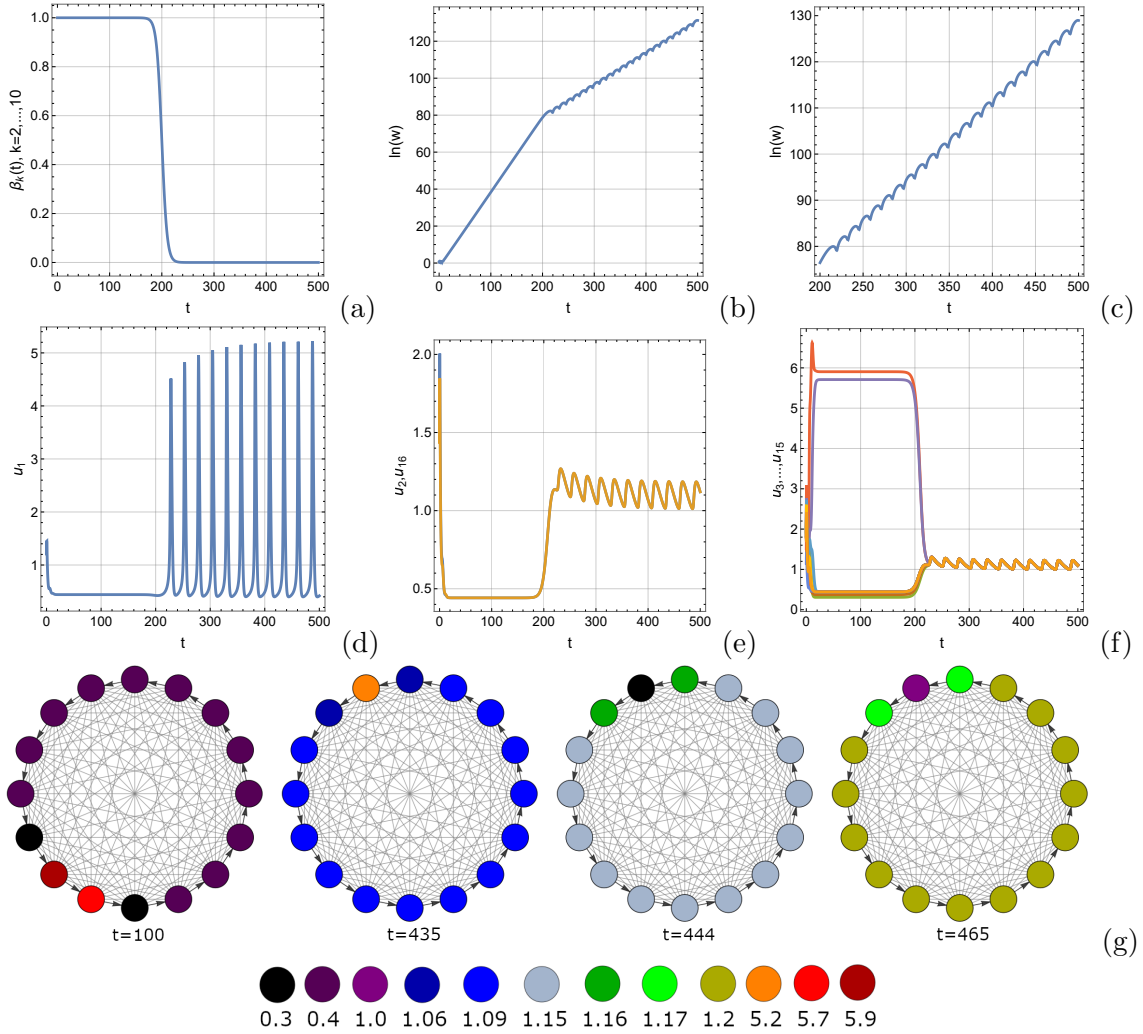 1.0
0.8
0.6
0.4
0.2
0.0
β_k(t), k=2,...,10
0 100 200 300 400 500
t
(a)
120
100
80
60
40
20
0
ln(w)
0 100 200 300 400 500
t
(b)
130
120
110
100
90
80
ln(w)
200 250 300 350 400 450 500
t
(c)
5
4
3
2
1
u_1
0 100 200 300 400 500
t
(d)
2.0
1.5
1.0
0.5
u_2,u_16
0 100 200 300 400 500
t
(e)
6
5
4
3
2
1
0
u_3,...,u_15
0 100 200 300 400 500
t
(f)
t=100 t=435 t=444 t=465
(g)
0.3 0.4 1.0 1.06 1.09 1.15 1.16 1.17 1.2 5.2 5.7 5.9